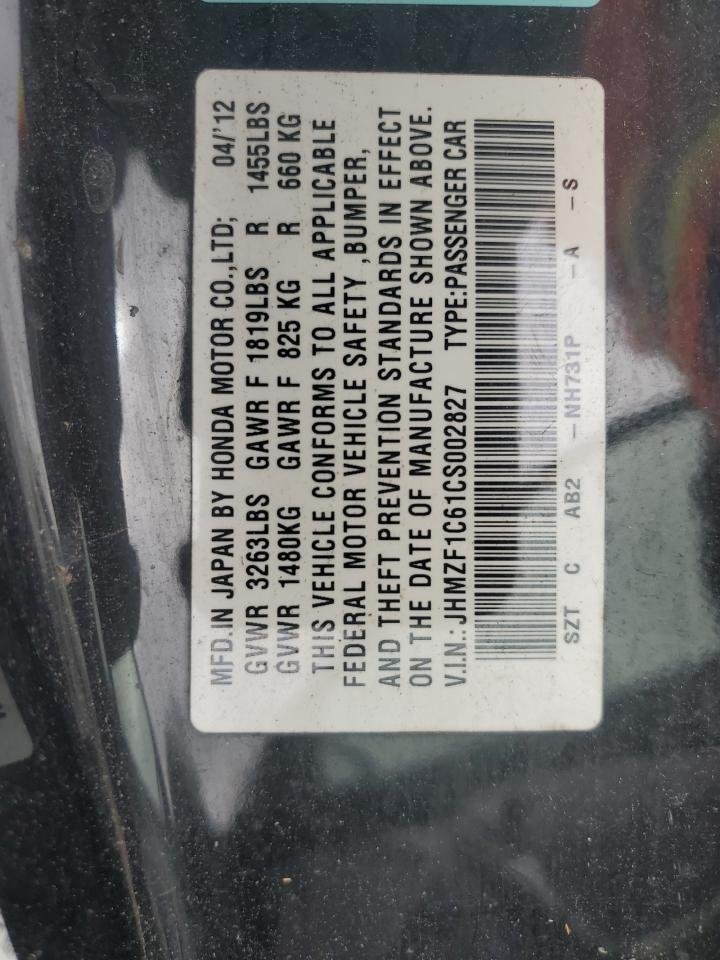 MFD.IN JAPAN BY HONDA MOTOR CO.,LTD; 04/'12
GVWR 3263LBS GAWR F 1819LBS R 1455LBS
GVWR 1480KG GAWR F 825 KG R 660 KG
THIS VEHICLE CONFORMS TO ALL APPLICABLE
FEDERAL MOTOR VEHICLE SAFETY ,BUMPER,
AND THEFT PREVENTION STANDARDS IN EFFECT
ON THE DATE OF MANUFACTURE SHOWN ABOVE.
V.I.N.: JHMZF1C61CS002827 TYPE:PASSENGER CAR
SZT C AB2 -NH731P -A -S